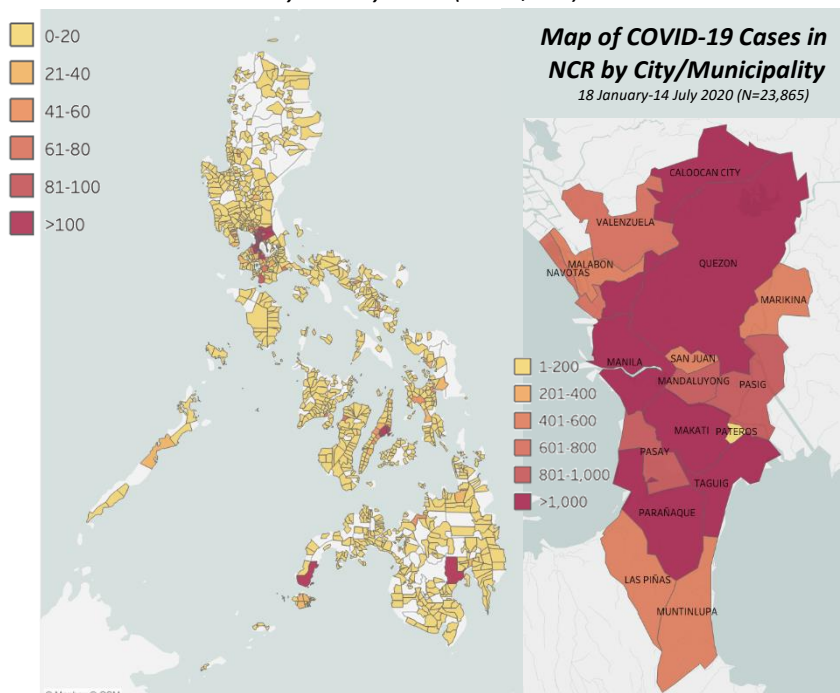 0-20
21-40
41-60
61-80
81-100
>100
Map of COVID-19 Cases in
NCR by City/Municipality
18 January-14 July 2020 (N=23,865)
CALOOCAN CITY
VALENZUELA
MALABON
NAVOTAS
QUEZON
MARIKINA
MANILA
SAN JUAN
MANDALUYONG
PASIG
MAKATI
PATEROS
PASAY
TAGUIG
PARAÑAQUE
LAS PIÑAS
MUNTINLUPA
1-200
201-400
401-600
601-800
801-1,000
>1,000